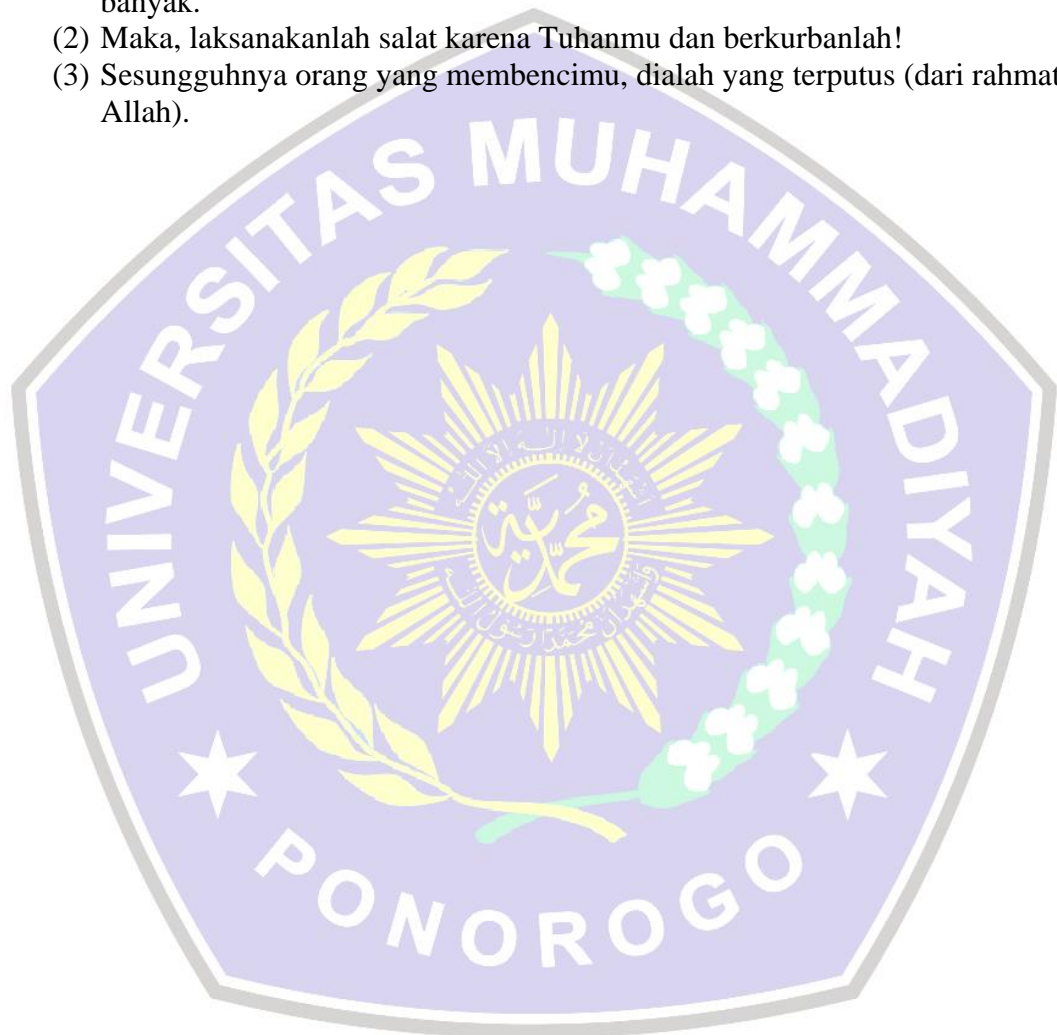 banyak.
(2) Maka, laksanakanlah salat karena Tuhanmu dan berkurbanlah!
(3) Sesungguhnya orang yang membencimu, dialah yang terputus (dari rahmat
Allah).
UNIVERSITAS MUHAMMADIYAH
PONOROGO
محمدية